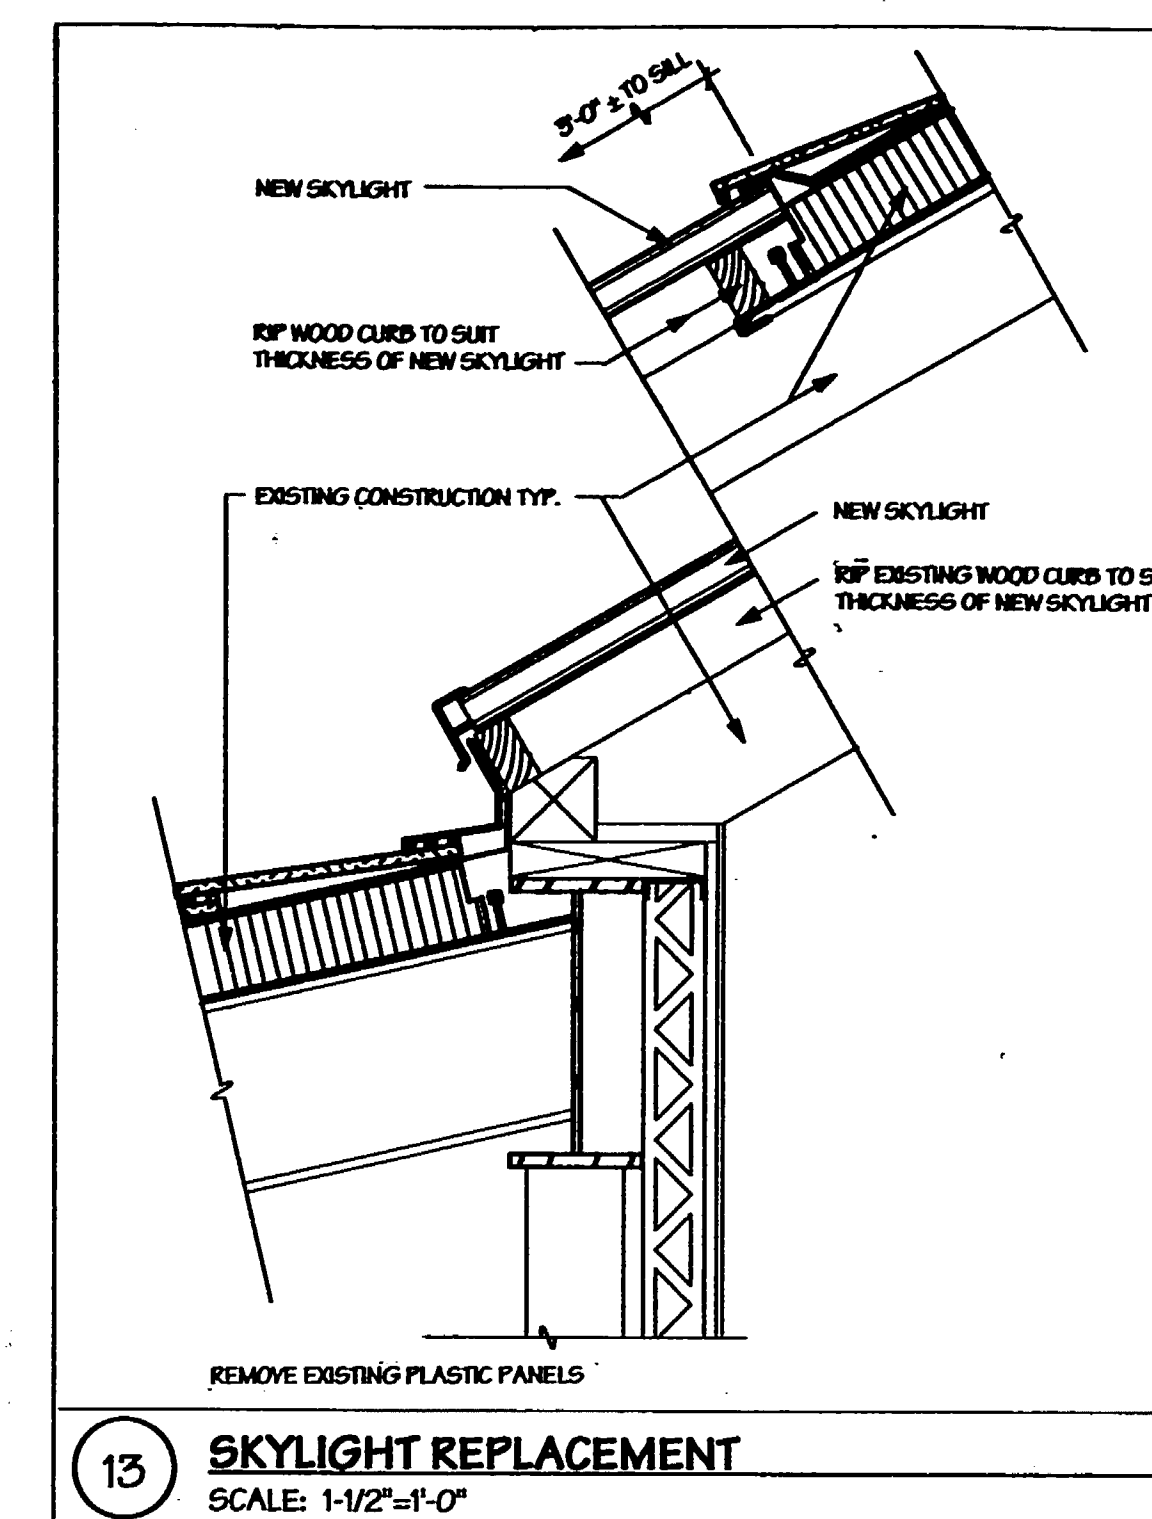 3'-0" ± TO SILL
NEW SKYLIGHT
RIP WOOD CURB TO SUIT
THICKNESS OF NEW SKYLIGHT
EXISTING CONSTRUCTION TYP.
NEW SKYLIGHT
RIP EXISTING WOOD CURB TO S
THICKNESS OF NEW SKYLIGHT
REMOVE EXISTING PLASTIC PANELS
13
SKYLIGHT REPLACEMENT
SCALE: 1-1/2"=1'-0"